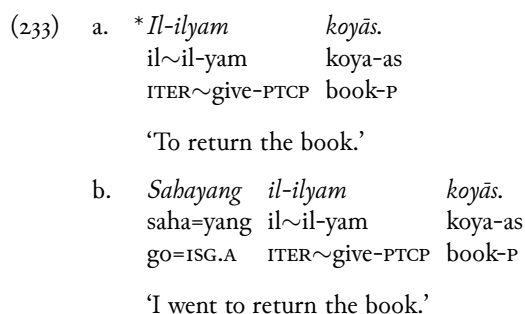 (233) a. *Il-ilyam koyās.
il∼il-yam koya-as
ITER∼give-PTCP book-P
‘To return the book.’
b. Sahayang il-ilyam koyās.
saha=yang il∼il-yam koya-as
go=1SG.A ITER∼give-PTCP book-P
‘I went to return the book.’